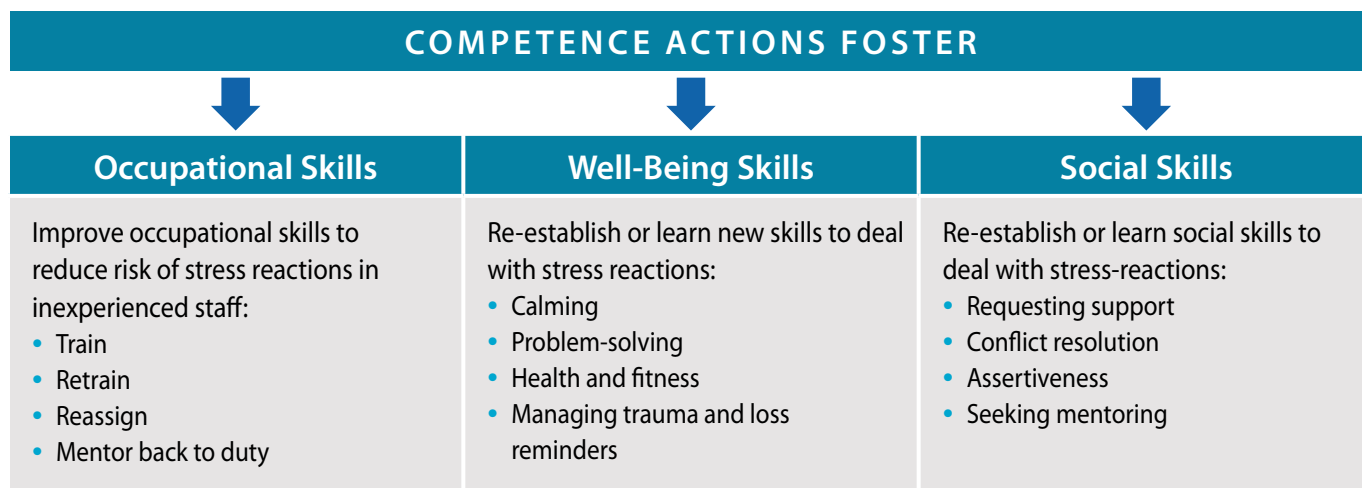 COMPETENCE ACTIONS FOSTER
Occupational Skills
Improve occupational skills to
reduce risk of stress reactions in
inexperienced staff:
• Train
• Retrain
• Reassign
• Mentor back to duty
Well-Being Skills
Re-establish or learn new skills to deal
with stress reactions:
• Calming
• Problem-solving
• Health and fitness
• Managing trauma and loss
reminders
Social Skills
Re-establish or learn social skills to
deal with stress-reactions:
• Requesting support
• Conflict resolution
• Assertiveness
• Seeking mentoring